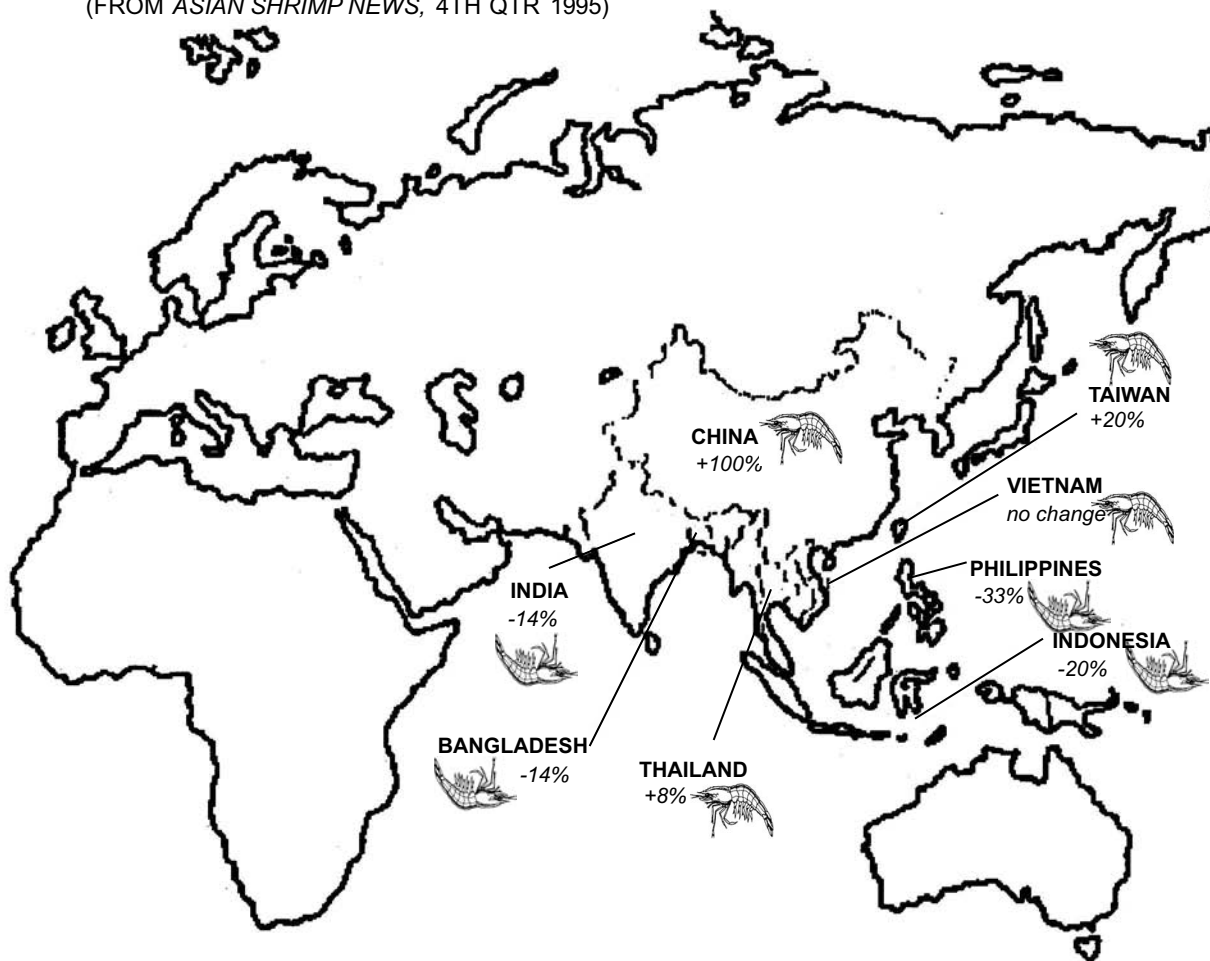 (FROM ASIAN SHRIMP NEWS, 4TH QTR 1995)
TAIWAN
+20%
CHINA
+100%
VIETNAM
no change
PHILIPPINES
-33%
INDIA
-14%
INDONESIA
-20%
BANGLADESH
-14%
THAILAND
+8%